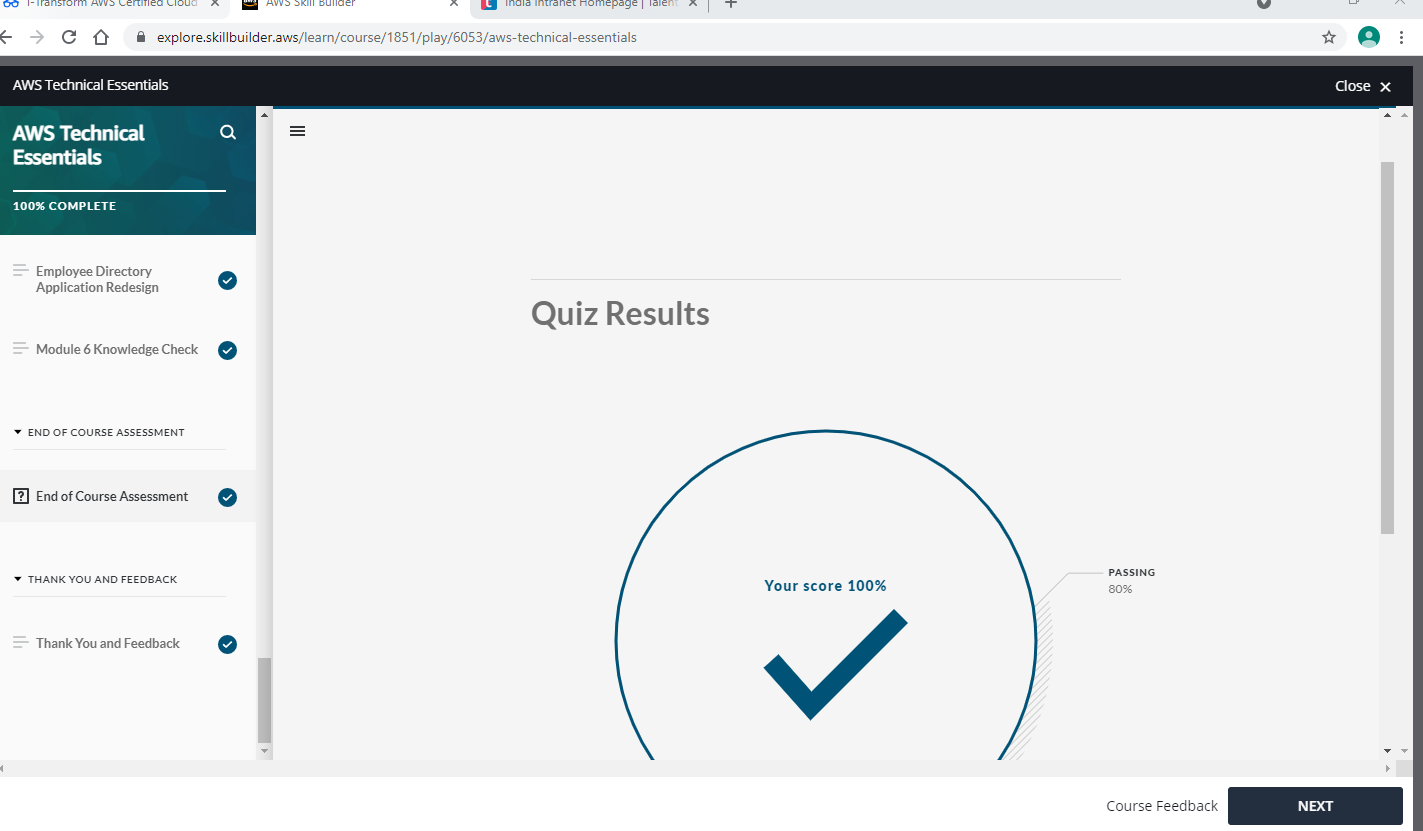 I-Transform AWS Certified Cloud
AWS Skill Builder
India Intranet Homepage | Talent
explore.skillbuilder.aws/learn/course/1851/play/6053/aws-technical-essentials
AWS Technical Essentials
Close
AWS Technical
Essentials
100% COMPLETE
Employee Directory
Application Redesign
Module 6 Knowledge Check
END OF COURSE ASSESSMENT
End of Course Assessment
THANK YOU AND FEEDBACK
Thank You and Feedback
Quiz Results
Your score 100%
PASSING
80%
Course Feedback
NEXT